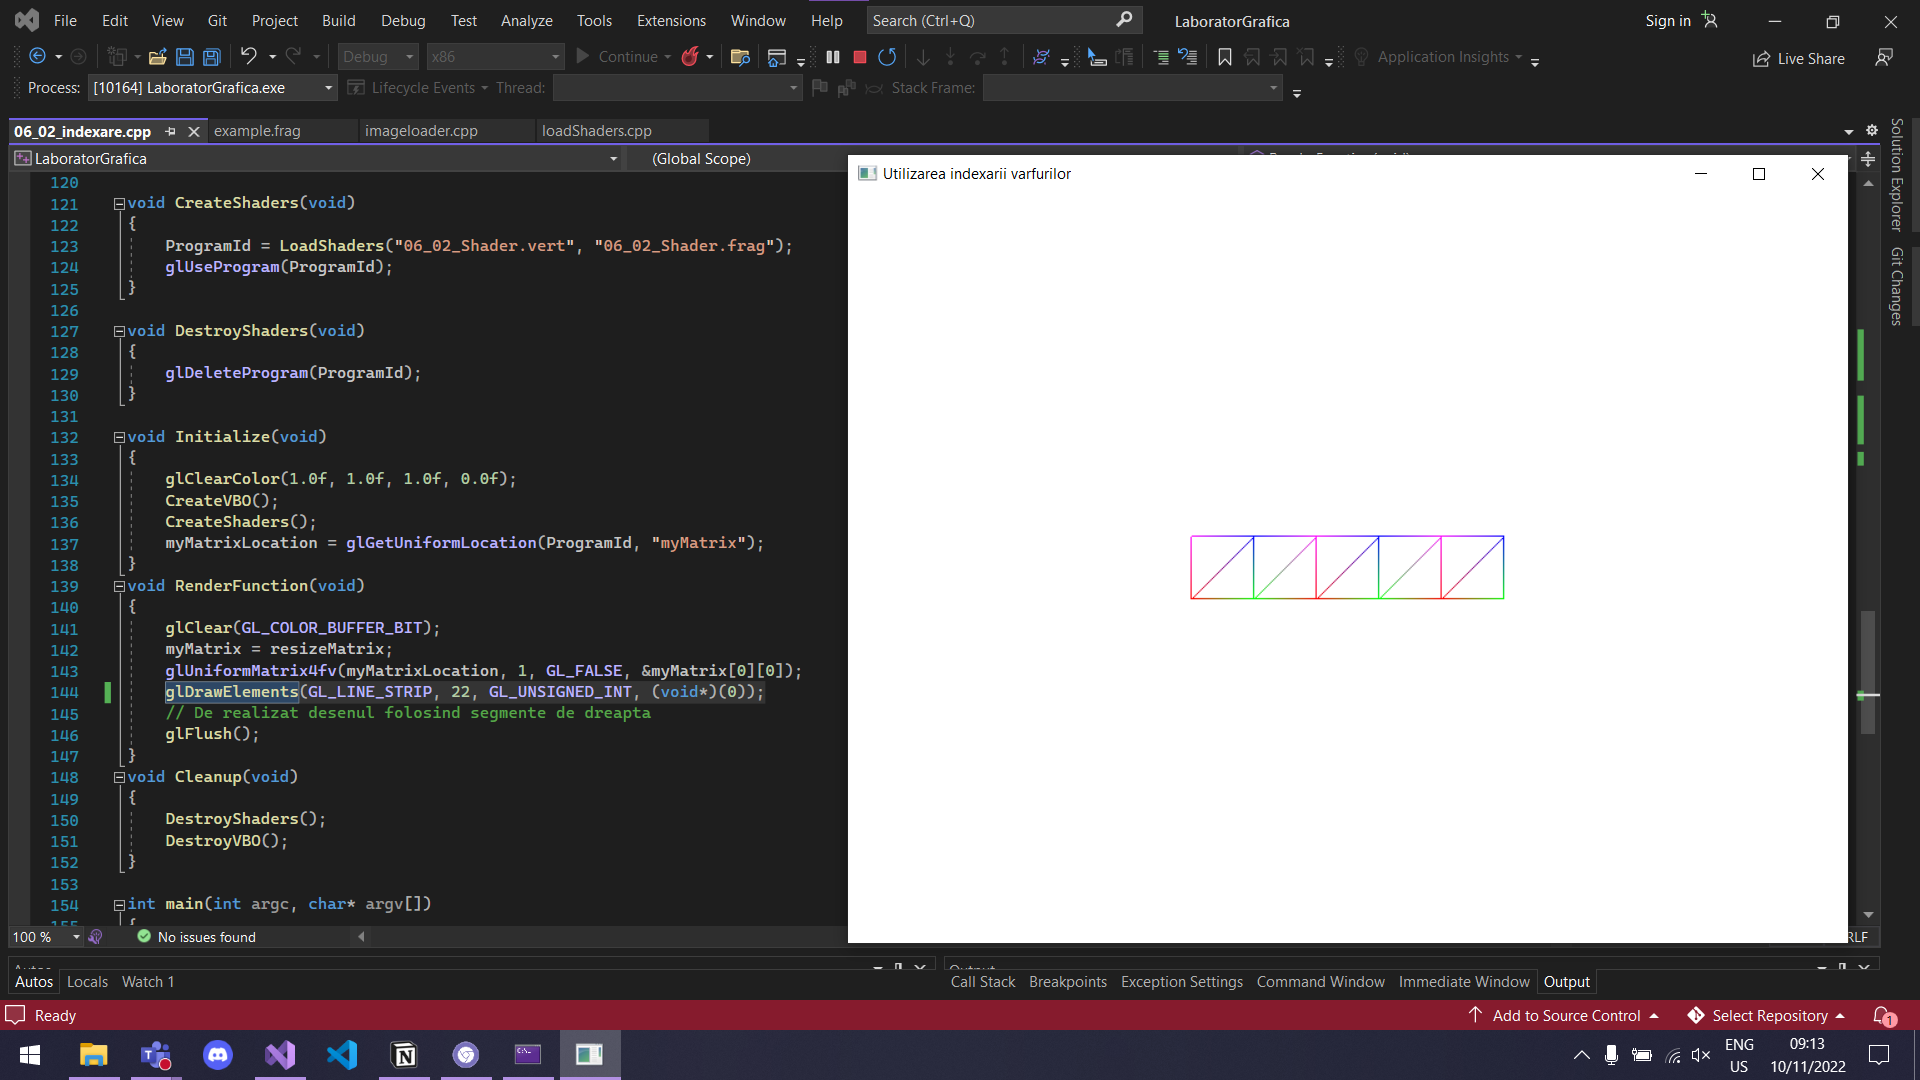 File Edit View Git Project Build Debug Test Analyze Tools Extensions Window Help Search (Ctrl+Q) LaboratorGrafica Sign in
Debug x86 Continue Application Insights Live Share
Process: [10164] LaboratorGrafica.exe Lifecycle Events Thread: Stack Frame:
06_02_indexare.cpp example.frag imageloader.cpp loadShaders.cpp
LaboratorGrafica (Global Scope)
Utilizarea indexarii varfurilor
Solution Explorer
Git Changes
120
121 void CreateShaders(void)
122 {
123 ProgramId = LoadShaders("06_02_Shader.vert", "06_02_Shader.frag");
124 glUseProgram(ProgramId);
125 }
126
127 void DestroyShaders(void)
128 {
129 glDeleteProgram(ProgramId);
130 }
131
132 void Initialize(void)
133 {
134 glClearColor(1.0f, 1.0f, 1.0f, 0.0f);
135 CreateVBO();
136 CreateShaders();
137 myMatrixLocation = glGetUniformLocation(ProgramId, "myMatrix");
138 }
139 void RenderFunction(void)
140 {
141 glClear(GL_COLOR_BUFFER_BIT);
142 myMatrix = resizeMatrix;
143 glUniformMatrix4fv(myMatrixLocation, 1, GL_FALSE, &myMatrix[0][0]);
144 glDrawElements(GL_LINE_STRIP, 22, GL_UNSIGNED_INT, (void*)(0));
145 // De realizat desenul folosind segmente de dreapta
146 glFlush();
147 }
148 void Cleanup(void)
149 {
150 DestroyShaders();
151 DestroyVBO();
152 }
153
154 int main(int argc, char* argv[])
155 {
100 % No issues found RLF
Autos Output
Autos Locals Watch 1 Call Stack Breakpoints Exception Settings Command Window Immediate Window Output
Ready Add to Source Control Select Repository 1
ENG 09:13
US 10/11/2022